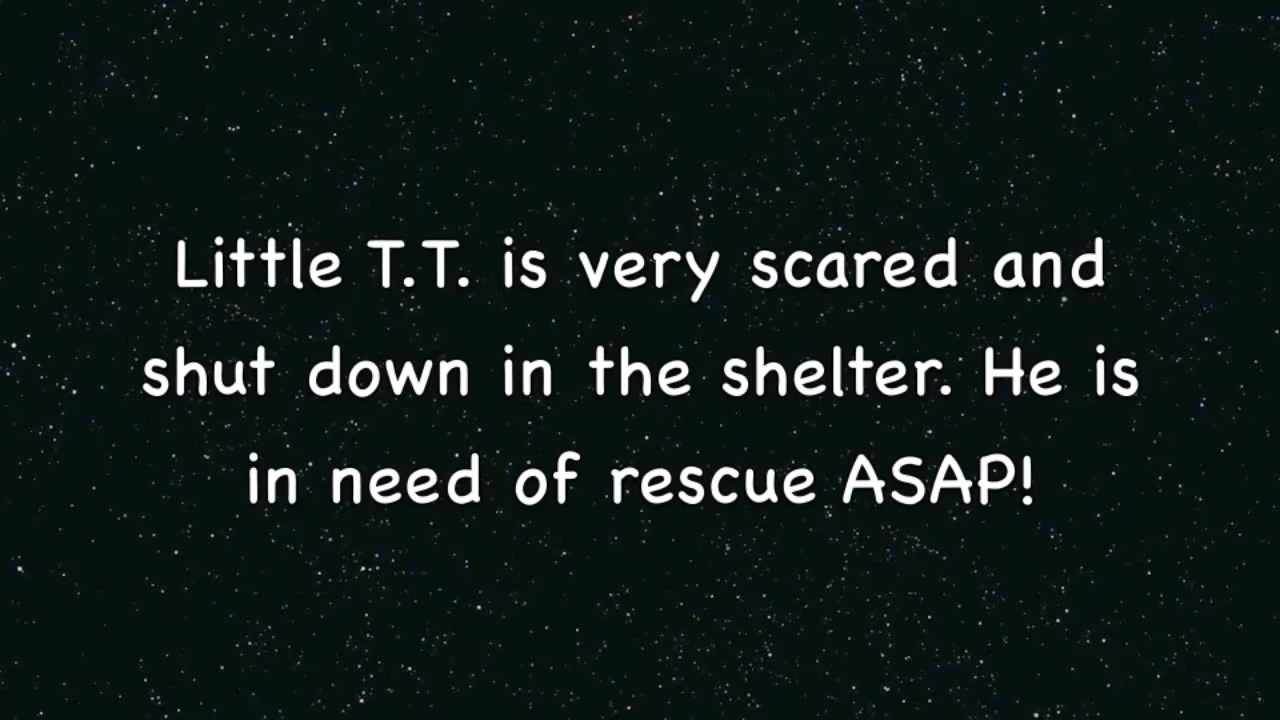 Little T.T. is very scared and
shut down in the shelter. He is
in need of rescue ASAP!